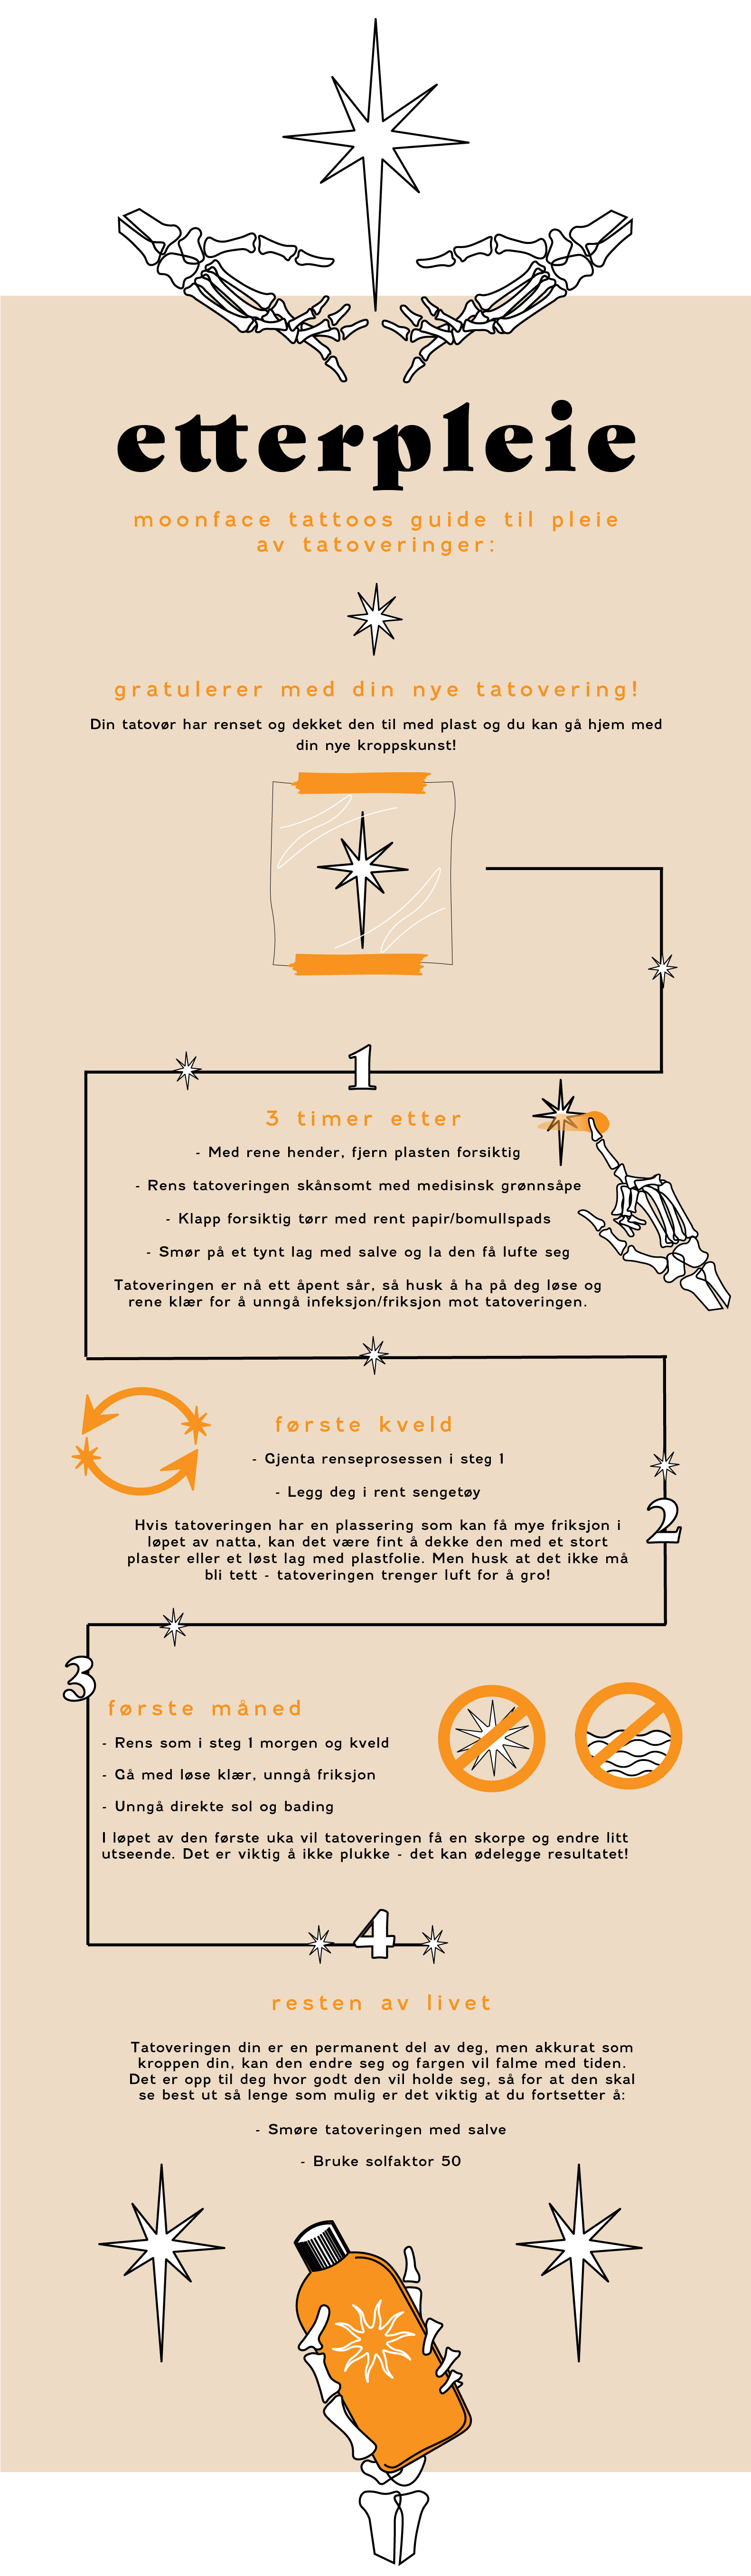 etterpleie
moonface tattoos guide til pleie
av tatoveringer:
gratulerer med din nye tatovering!
Din tatovør har renset og dekket den til med plast og du kan gå hjem med
din nye kroppskunst!
1
3 timer etter
- Med rene hender, fjern plasten forsiktig
- Rens tatoveringen skånsomt med medisinsk grønnsåpe
- Klapp forsiktig tørr med rent papir/bomullspads
- Smør på et tynt lag med salve og la den få lufte seg
Tatoveringen er nå ett åpent sår, så husk å ha på deg løse og
rene klær for å unngå infeksjon/friksjon mot tatoveringen.
første kveld
- Gjenta renseprosessen i steg 1
- Legg deg i rent sengetøy
2
Hvis tatoveringen har en plassering som kan få mye friksjon i
løpet av natta, kan det være fint å dekke den med et stort
plaster eller et løst lag med plastfolie. Men husk at det ikke må
bli tett - tatoveringen trenger luft for å gro!
3
første måned
- Rens som i steg 1 morgen og kveld
- Gå med løse klær, unngå friksjon
- Unngå direkte sol og bading
I løpet av den første uka vil tatoveringen få en skorpe og endre litt
utseende. Det er viktig å ikke plukke - det kan ødelegge resultatet!
4
resten av livet
Tatoveringen din er en permanent del av deg, men akkurat som
kroppen din, kan den endre seg og fargen vil falme med tiden.
Det er opp til deg hvor godt den vil holde seg, så for at den skal
se best ut så lenge som mulig er det viktig at du fortsetter å:
- Smøre tatoveringen med salve
- Bruke solfaktor 50